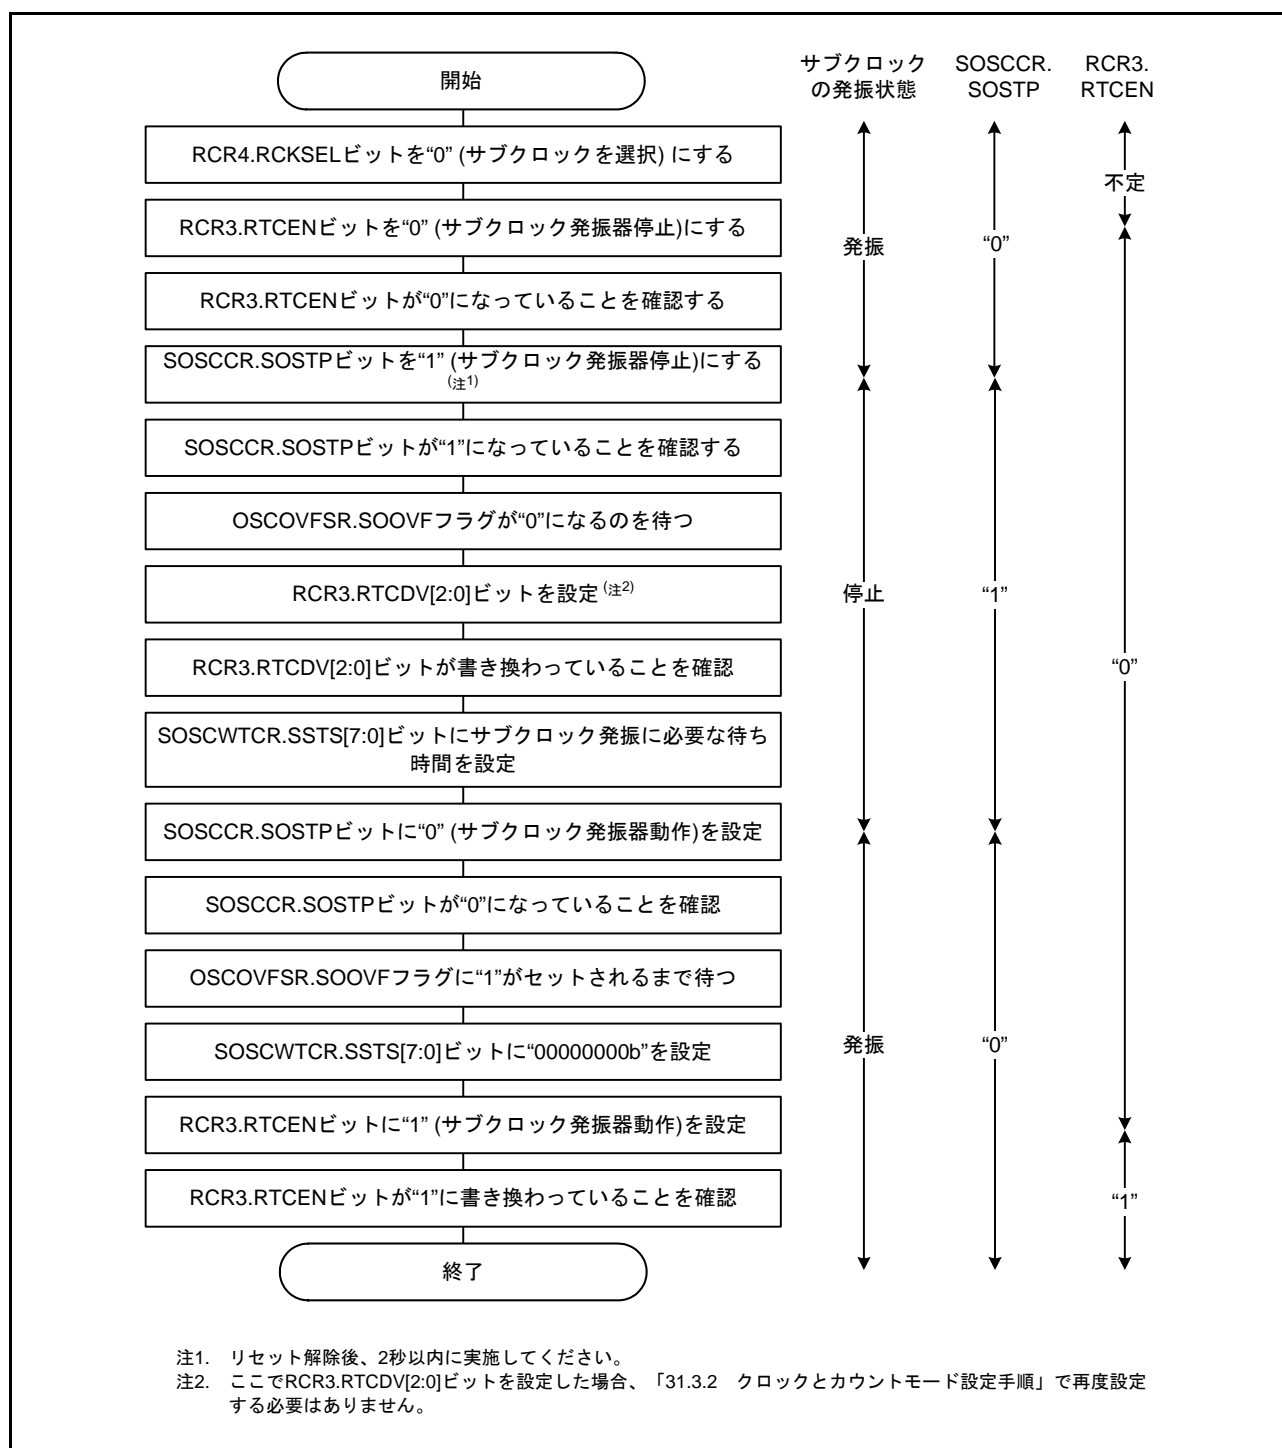 開始
サブクロック
の発振状態
SOSCCR.
SOSTP
RCR3.
RTCEN
RCR4.RCKSELビットを“0” (サブクロックを選択) にする
RCR3.RTCENビットを“0” (サブクロック発振器停止)にする
RCR3.RTCENビットが“0”になっていることを確認する
SOSCCR.SOSTPビットを“1” (サブクロック発振器停止)にする
(注1)
SOSCCR.SOSTPビットが“1”になっていることを確認する
OSCOVFSR.SOOVFフラグが“0”になるのを待つ
RCR3.RTCDV[2:0]ビットを設定 (注2)
RCR3.RTCDV[2:0]ビットが書き換わっていることを確認
SOSCWTCR.SSTS[7:0]ビットにサブクロック発振に必要な待ち
時間を設定
SOSCCR.SOSTPビットに“0” (サブクロック発振器動作)を設定
SOSCCR.SOSTPビットが“0”になっていることを確認
OSCOVFSR.SOOVFフラグに“1”がセットされるまで待つ
SOSCWTCR.SSTS[7:0]ビットに“00000000b”を設定
RCR3.RTCENビットに“1” (サブクロック発振器動作)を設定
RCR3.RTCENビットが“1”に書き換わっていることを確認
終了
発振
停止
発振
“0”
“1”
“0”
不定
“0”
“1”
注1. リセット解除後、2秒以内に実施してください。
注2. ここでRCR3.RTCDV[2:0]ビットを設定した場合、「31.3.2 クロックとカウントモード設定手順」で再度設定
する必要はありません。